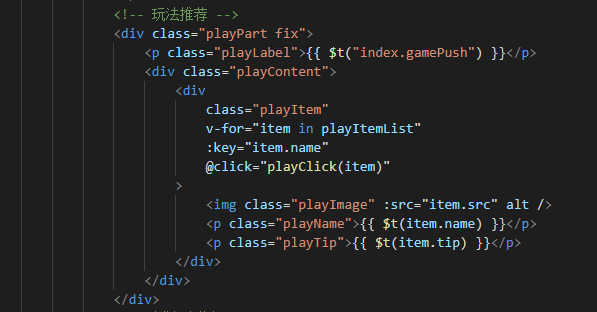 <!-- 玩法推荐 -->
<div class="playPart fix">
<p class="playLabel">{{ $t("index.gamePush") }}</p>
<div class="playContent">
<div
class="playItem"
v-for="item in playItemList"
:key="item.name"
@click="playClick(item)"
>
<img class="playImage" :src="item.src" alt />
<p class="playName">{{ $t(item.name) }}</p>
<p class="playTip">{{ $t(item.tip) }}</p>
</div>
</div>
</div>